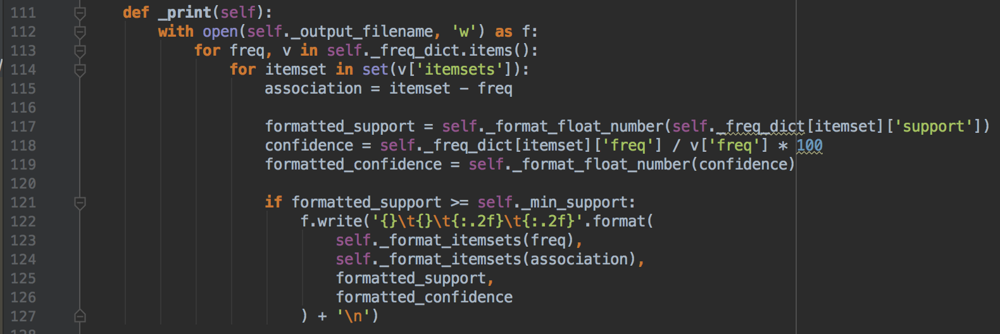 111 def _print(self):
112 with open(self._output_filename, 'w') as f:
113 for freq, v in self._freq_dict.items():
114 for itemset in set(v['itemsets']):
115 association = itemset - freq
116
117 formatted_support = self._format_float_number(self._freq_dict[itemset]['support'])
118 confidence = self._freq_dict[itemset]['freq'] / v['freq'] * 100
119 formatted_confidence = self._format_float_number(confidence)
120
121 if formatted_support >= self._min_support:
122 f.write('{}\t{}\t{:.2f}\t{:.2f}'.format(
123 self._format_itemsets(freq),
124 self._format_itemsets(association),
125 formatted_support,
126 formatted_confidence
127 ) + '\n')